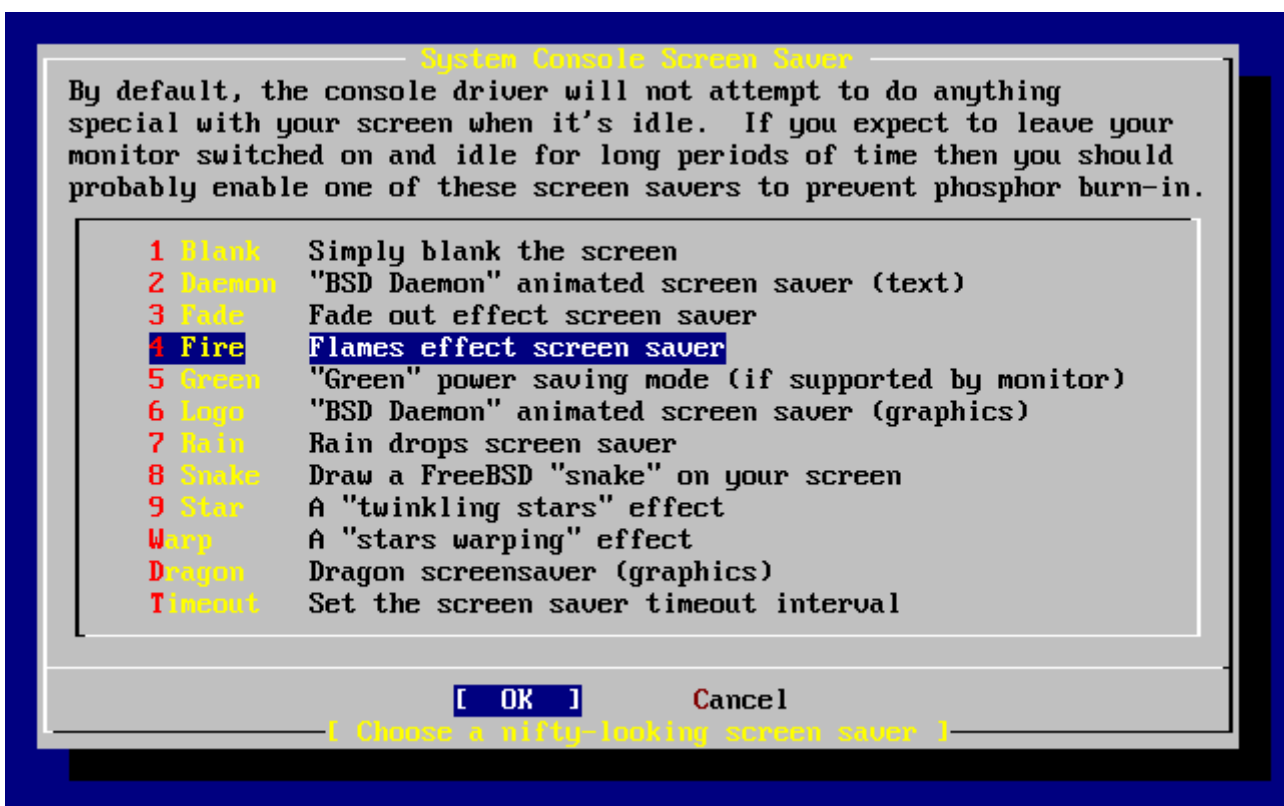 System Console Screen Saver
By default, the console driver will not attempt to do anything
special with your screen when it's idle.  If you expect to leave your
monitor switched on and idle for long periods of time then you should
probably enable one of these screen savers to prevent phosphor burn-in.
1 Blank   Simply blank the screen
2 Daemon  "BSD Daemon" animated screen saver (text)
3 Fade    Fade out effect screen saver
4 Fire    Flames effect screen saver
5 Green   "Green" power saving mode (if supported by monitor)
6 Logo    "BSD Daemon" animated screen saver (graphics)
7 Rain    Rain drops screen saver
8 Snake   Draw a FreeBSD "snake" on your screen
9 Star    A "twinkling stars" effect
Warp      A "stars warping" effect
Dragon    Dragon screensaver (graphics)
Timeout   Set the screen saver timeout interval
[  OK  ]       Cancel
[ Choose a nifty-looking screen saver ]